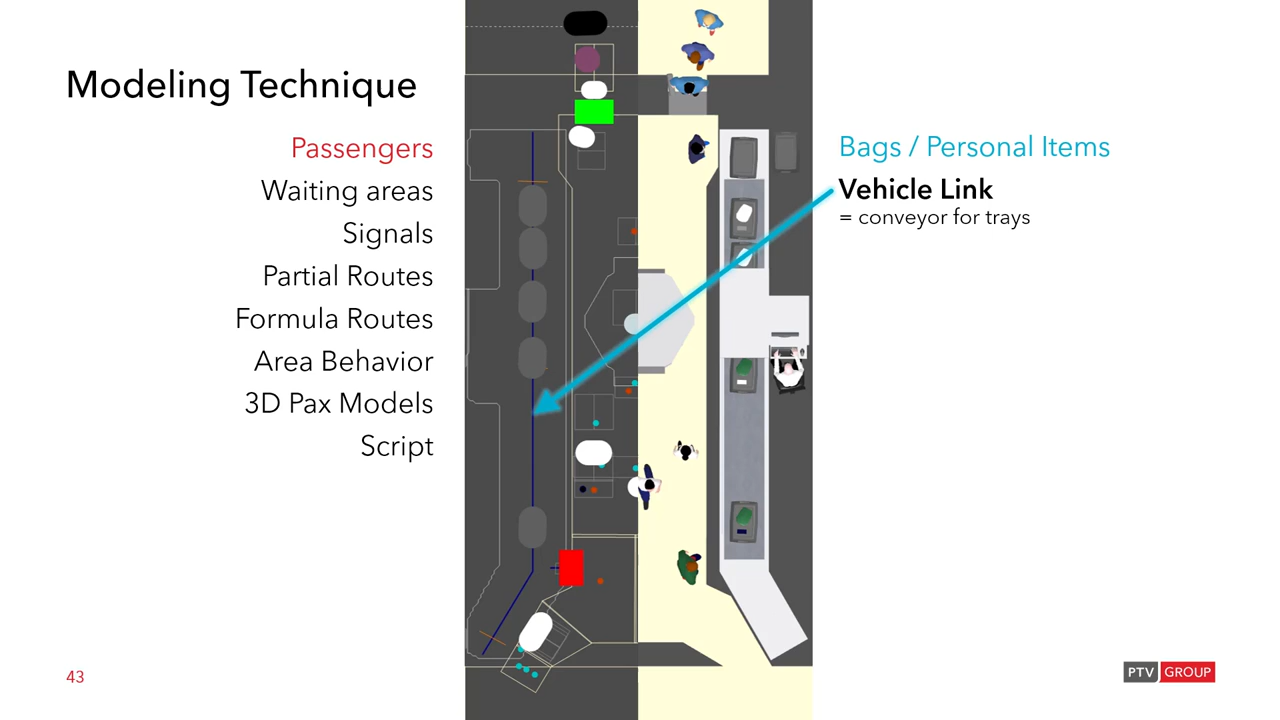 Modeling Technique
Passengers
Waiting areas
Signals
Partial Routes
Formula Routes
Area Behavior
3D Pax Models
Script
Bags / Personal Items
Vehicle Link
= conveyor for trays
43
PTV GROUP